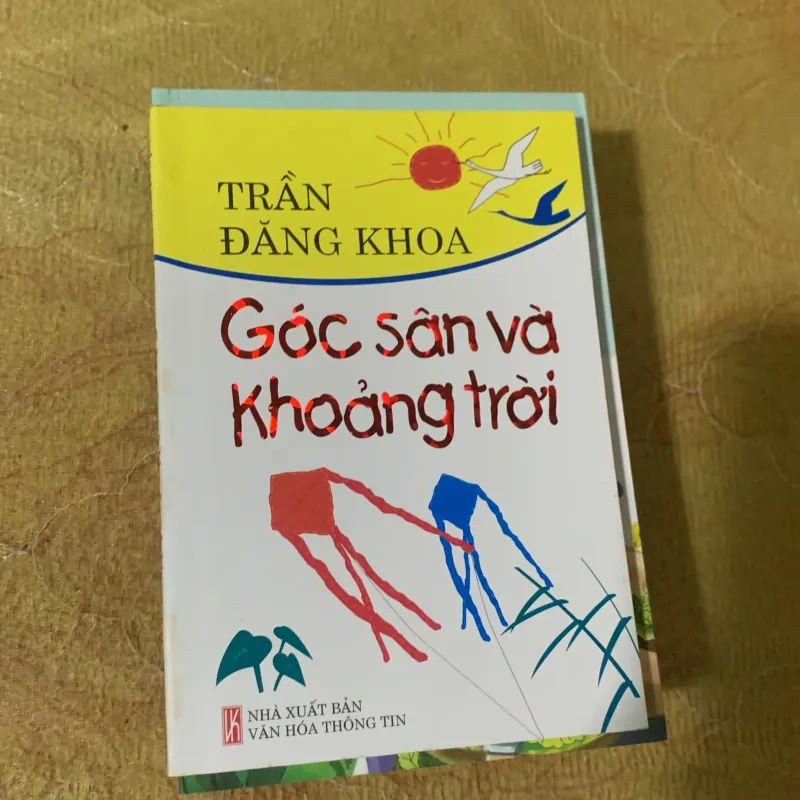 TRẦN
ĐĂNG KHOA
Góc sân và
khoảng trời
NHÀ XUẤT BẢN
VĂN HÓA THÔNG TIN